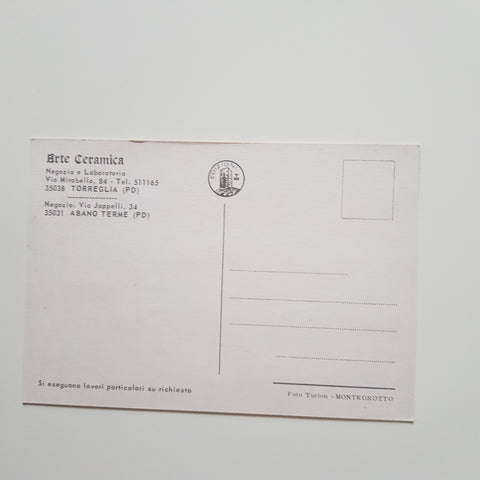 Arte Ceramica
Negozio e Laboratorio
Via Mirabello, 84 - Tel. 511165
35038 TORREGLIA (PD)
Negozio: Via Jappelli, 34
35031 ABANO TERME (PD)
EDIZIONI
Si eseguono lavori particolari su richiesta
Foto Turlon - MONTEGROTTO